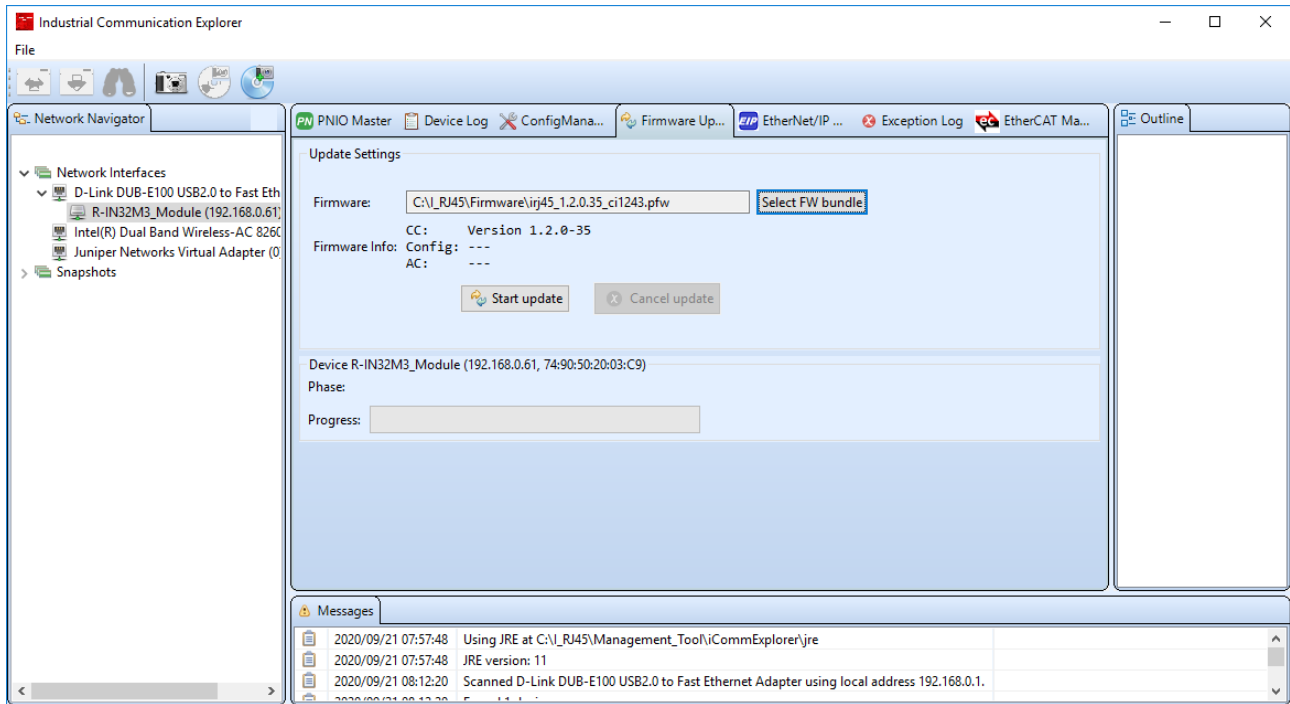 Industrial Communication Explorer
File
Network Navigator
Network Interfaces
D-Link DUB-E100 USB2.0 to Fast Eth
R-IN32M3_Module (192.168.0.61)
Intel(R) Dual Band Wireless-AC 8260
Juniper Networks Virtual Adapter (0
Snapshots
PN PNIO Master Device Log ConfigMana... Firmware Up... EIP EtherNet/IP ... Exception Log EC EtherCAT Ma...
Update Settings
Firmware: C:\I_RJ45\Firmware\irj45_1.2.0.35_ci1243.pfw Select FW bundle
CC: Version 1.2.0-35
Firmware Info: Config: ---
AC: ---
Start update Cancel update
Device R-IN32M3_Module (192.168.0.61, 74:90:50:20:03:C9)
Phase:
Progress:
Outline
Messages
2020/09/21 07:57:48 Using JRE at C:\I_RJ45\Management_Tool\iCommExplorer\jre
2020/09/21 07:57:48 JRE version: 11
2020/09/21 08:12:20 Scanned D-Link DUB-E100 USB2.0 to Fast Ethernet Adapter using local address 192.168.0.1.